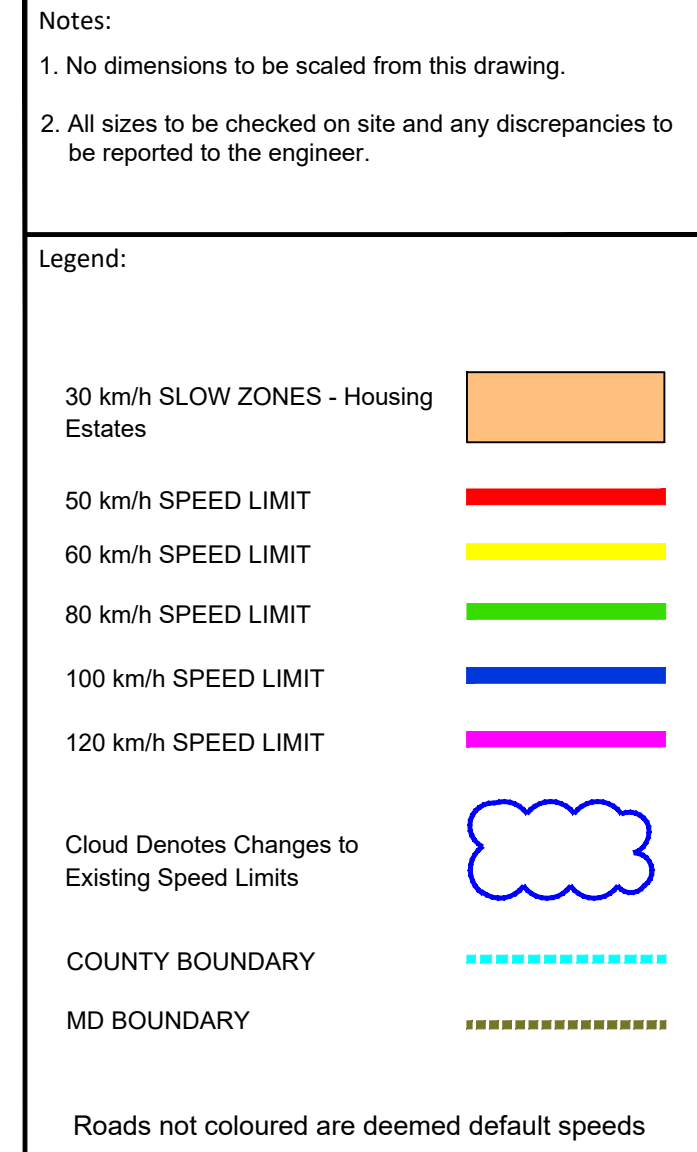 Notes:
1. No dimensions to be scaled from this drawing.
2. All sizes to be checked on site and any discrepancies to
be reported to the engineer.
Legend:
30 km/h SLOW ZONES - Housing
Estates
50 km/h SPEED LIMIT
60 km/h SPEED LIMIT
80 km/h SPEED LIMIT
100 km/h SPEED LIMIT
120 km/h SPEED LIMIT
Cloud Denotes Changes to
Existing Speed Limits
COUNTY BOUNDARY
MD BOUNDARY
Roads not coloured are deemed default speeds